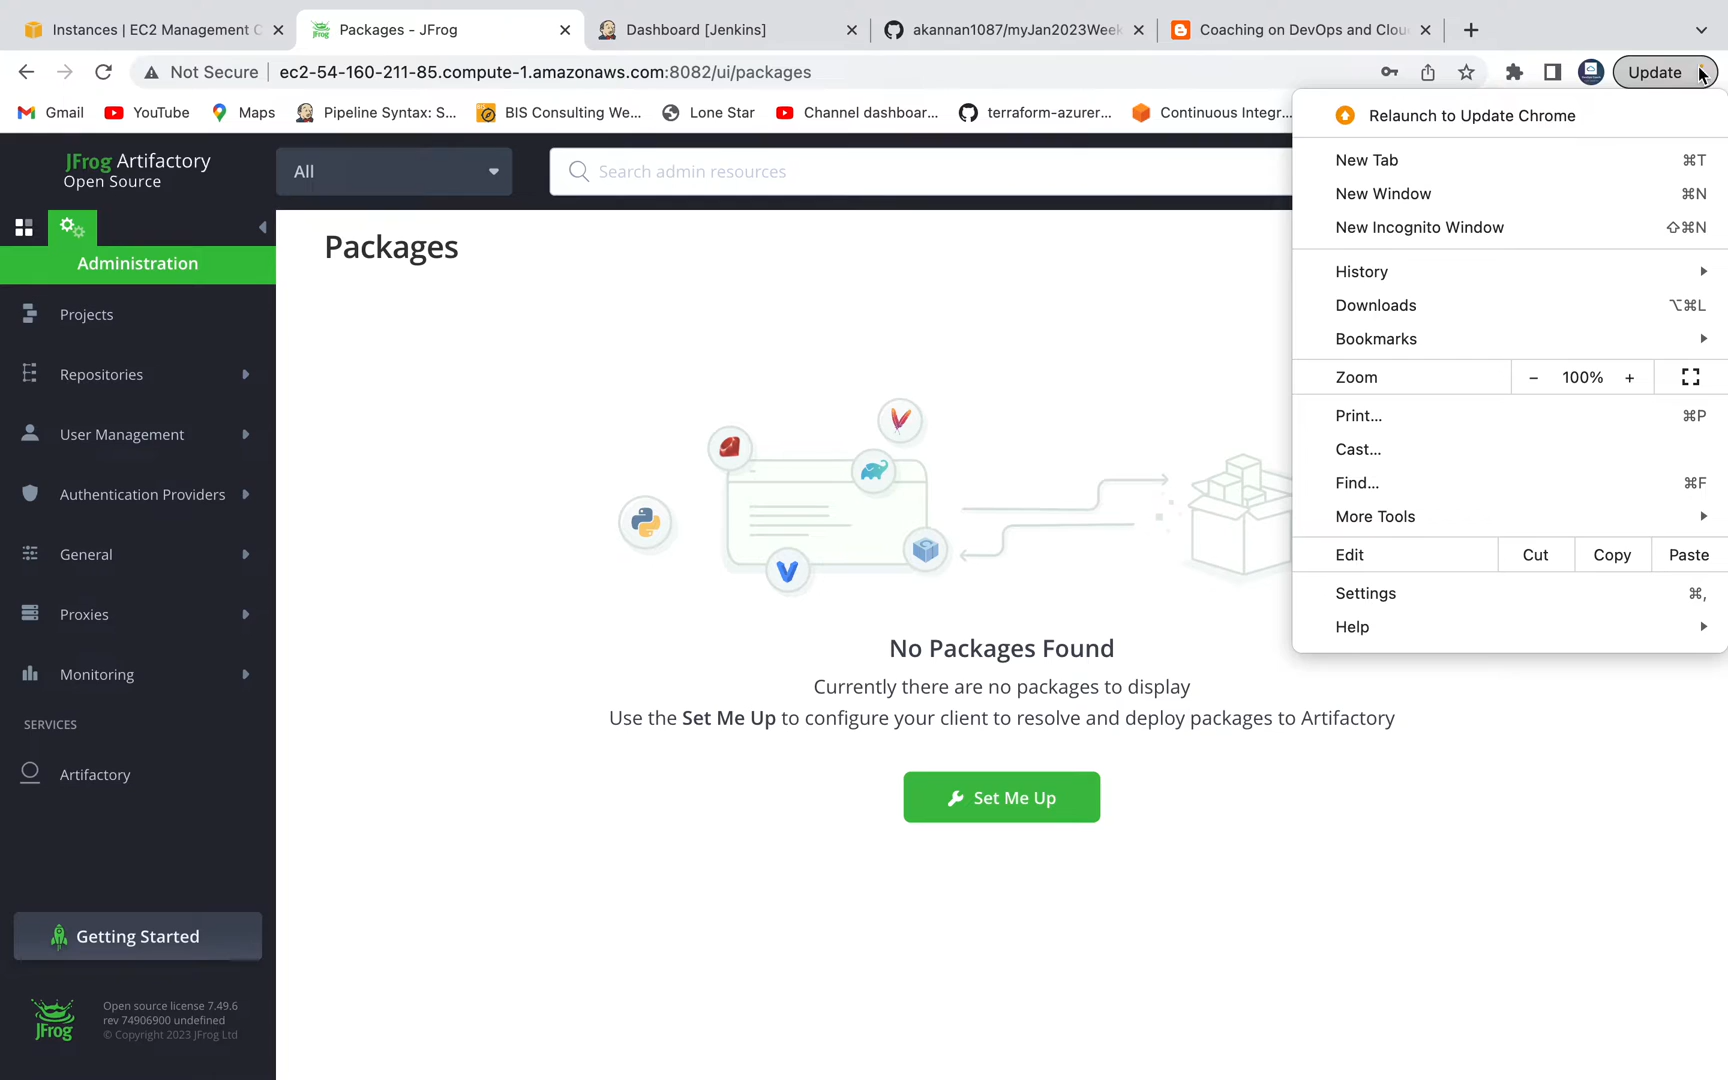 Instances | EC2 Management C
Packages - JFrog
Dashboard [Jenkins]
akannan1087/myJan2023Week
Coaching on DevOps and Clou
Not Secure
ec2-54-160-211-85.compute-1.amazonaws.com:8082/ui/packages
Update
Gmail
YouTube
Maps
Pipeline Syntax: S...
BIS Consulting We...
Lone Star
Channel dashboar...
terraform-azurer...
Continuous Integr...
JFrog Artifactory
Open Source
All
Search admin resources
Administration
Projects
Repositories
User Management
Authentication Providers
General
Proxies
Monitoring
SERVICES
Artifactory
Getting Started
JFrog
Open source license 7.49.6
rev 74906900 undefined
© Copyright 2023 JFrog Ltd
Packages
No Packages Found
Currently there are no packages to display
Use the Set Me Up to configure your client to resolve and deploy packages to Artifactory
Set Me Up
Relaunch to Update Chrome
New Tab ⌘T
New Window ⌘N
New Incognito Window ⇧⌘N
History
Downloads ⌥⌘L
Bookmarks
Zoom − 100% +
Print... ⌘P
Cast...
Find... ⌘F
More Tools
Edit Cut Copy Paste
Settings ⌘,
Help